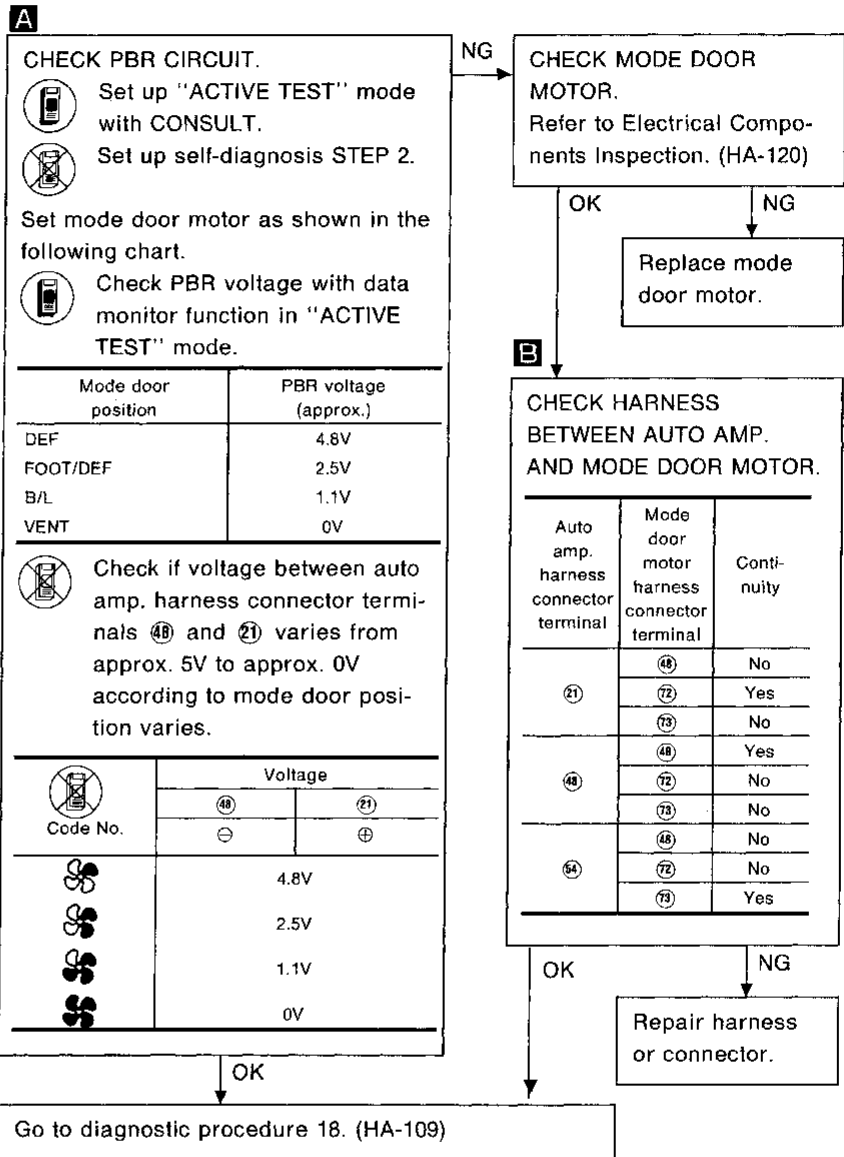 A
CHECK PBR CIRCUIT.
Set up "ACTIVE TEST" mode
with CONSULT.
Set up self-diagnosis STEP 2.
Set mode door motor as shown in the
following chart.
Check PBR voltage with data
monitor function in "ACTIVE
TEST" mode.
Mode door position PBR voltage (approx.)
DEF 4.8V
FOOT/DEF 2.5V
B/L 1.1V
VENT 0V
Check if voltage between auto
amp. harness connector termi-
nals 48 and 21 varies from
approx. 5V to approx. 0V
according to mode door posi-
tion varies.
Code No. Voltage
48 21
⊖ ⊕
4.8V
2.5V
1.1V
0V
OK
NG
CHECK MODE DOOR
MOTOR.
Refer to Electrical Compo-
nents Inspection. (HA-120)
OK
NG
Replace mode
door motor.
B
CHECK HARNESS
BETWEEN AUTO AMP.
AND MODE DOOR MOTOR.
Auto amp. harness connector terminal
Mode door motor harness connector terminal
Conti-
nuity
21 48 No
72 Yes
73 No
48 48 Yes
72 No
73 No
54 48 No
72 No
73 Yes
OK
NG
Repair harness
or connector.
Go to diagnostic procedure 18. (HA-109)